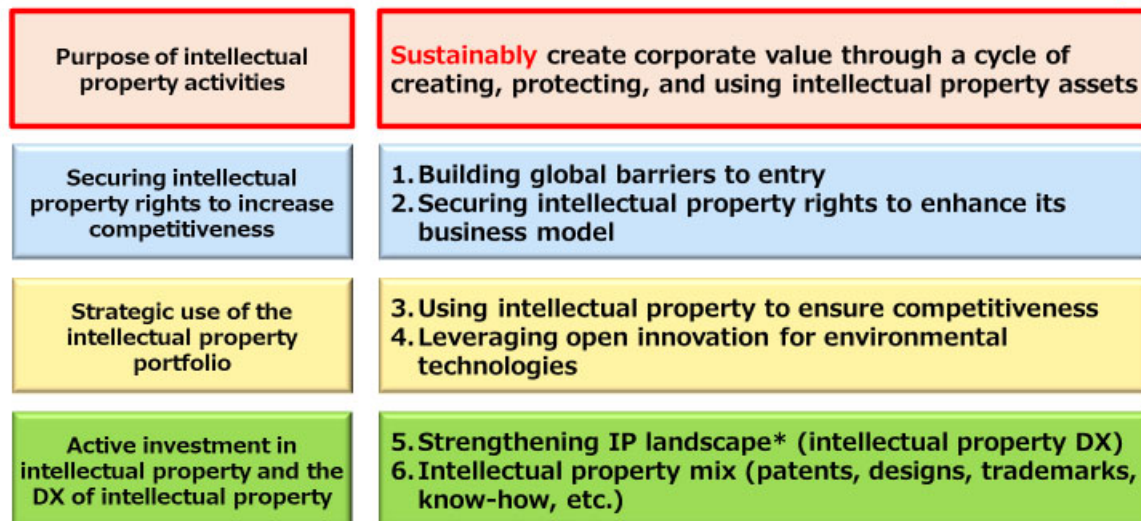 Purpose of intellectual
property activities
Sustainably create corporate value through a cycle of
creating, protecting, and using intellectual property assets
Securing intellectual
property rights to increase
competitiveness
1. Building global barriers to entry
2. Securing intellectual property rights to enhance its
business model
Strategic use of the
intellectual property
portfolio
3. Using intellectual property to ensure competitiveness
4. Leveraging open innovation for environmental
technologies
Active investment in
intellectual property and the
DX of intellectual property
5. Strengthening IP landscape* (intellectual property DX)
6. Intellectual property mix (patents, designs, trademarks,
know-how, etc.)